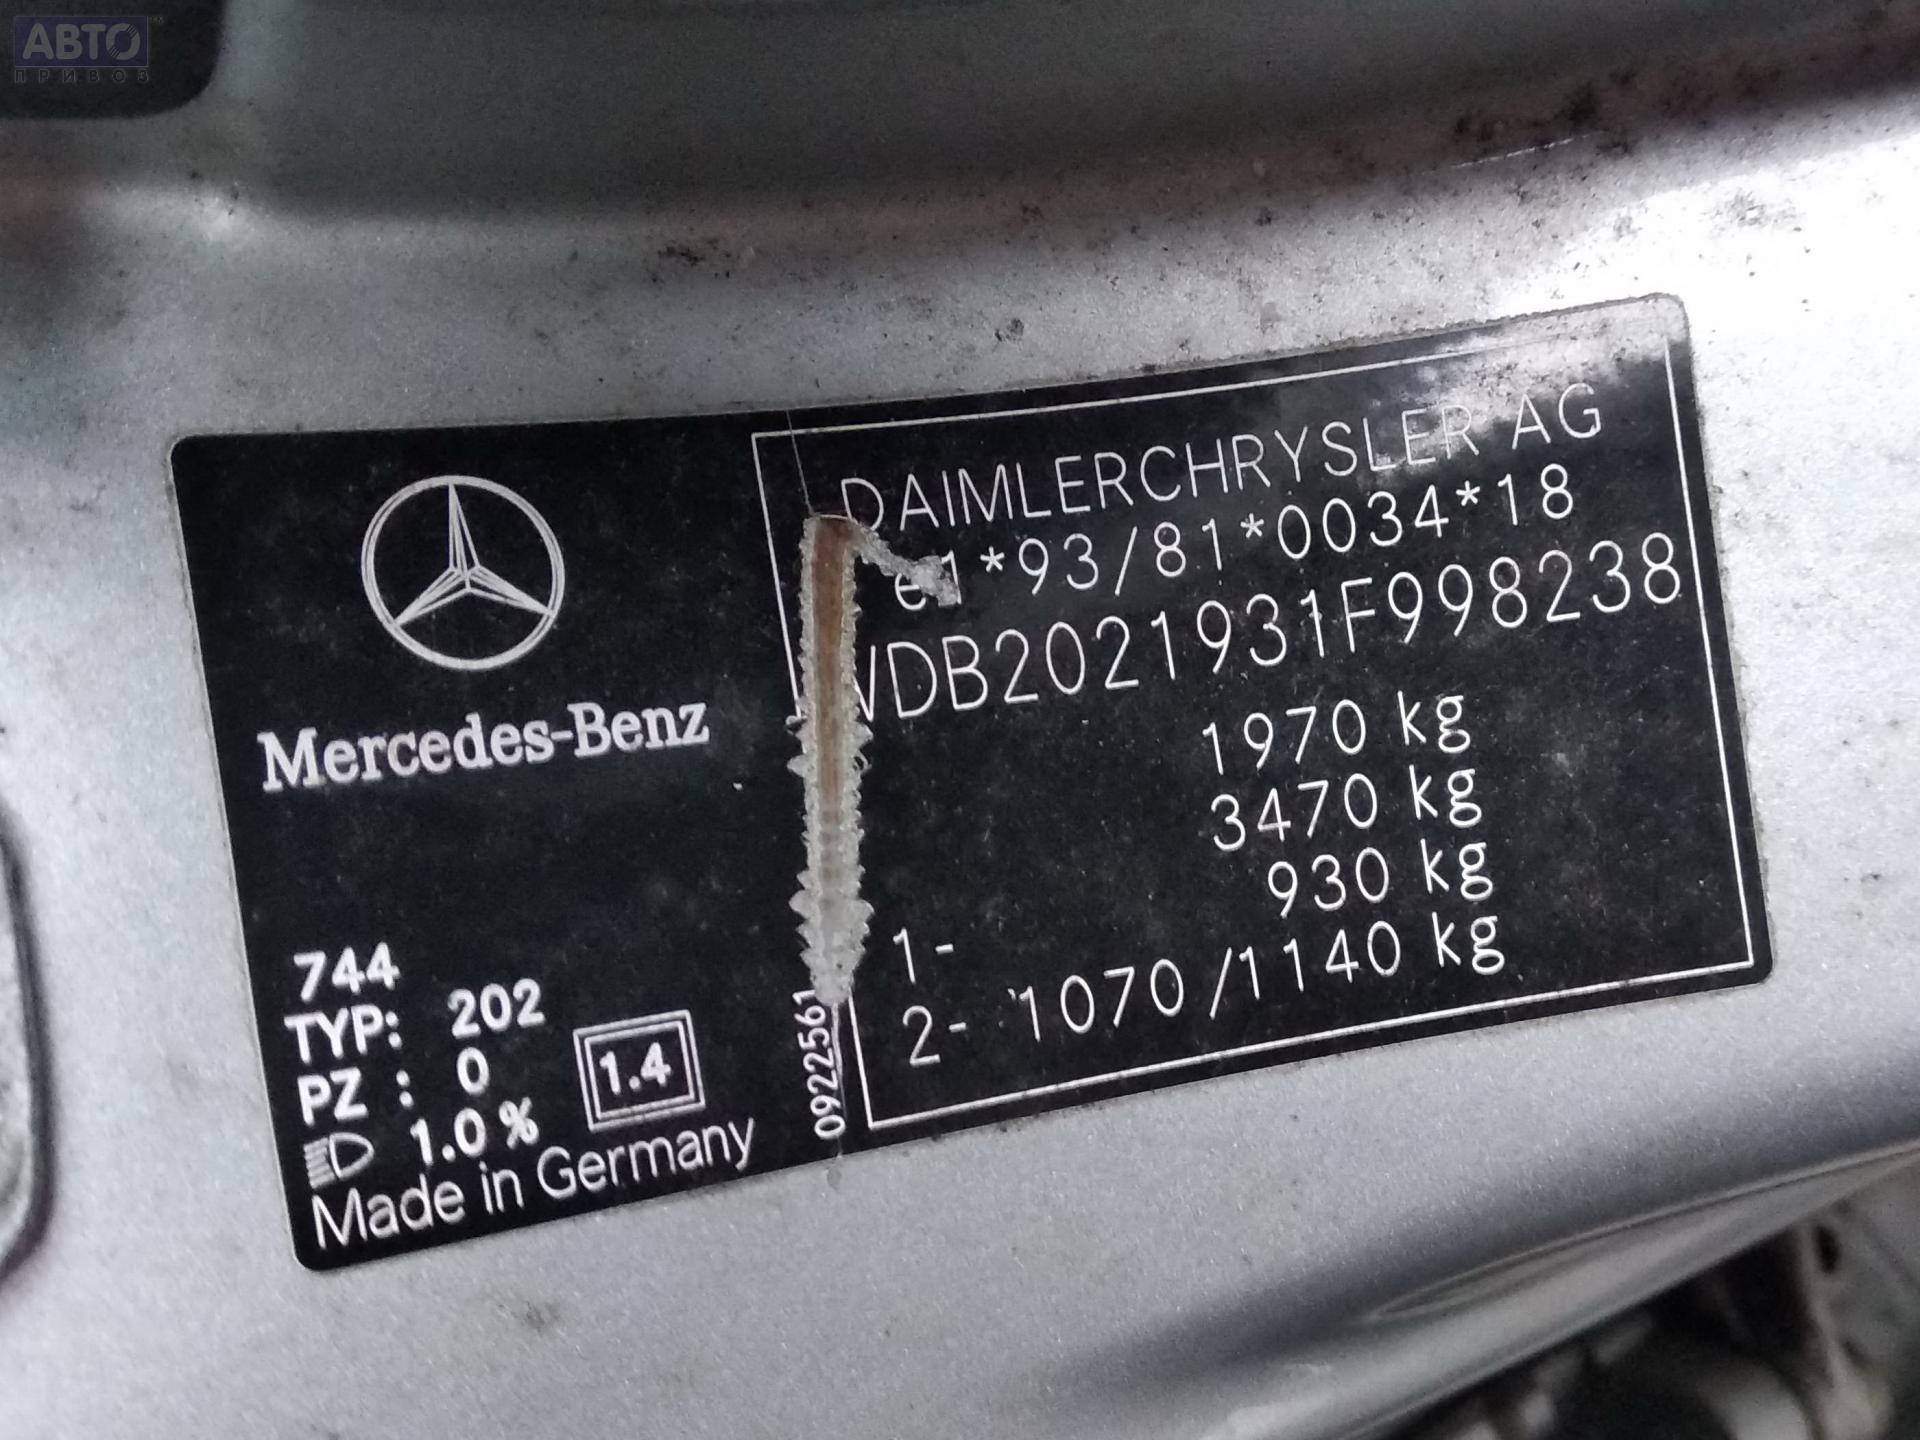 АВТО
ПРИВОЗ
Mercedes-Benz
744
TYP: 202
PZ : 0
1.0 %
1.4
Made in Germany
0922561
DAIMLERCHRYSLER AG
e1*93/81*0034*18
WDB2021931F998238
1970 kg
3470 kg
1- 930 kg
2- 1070/1140 kg